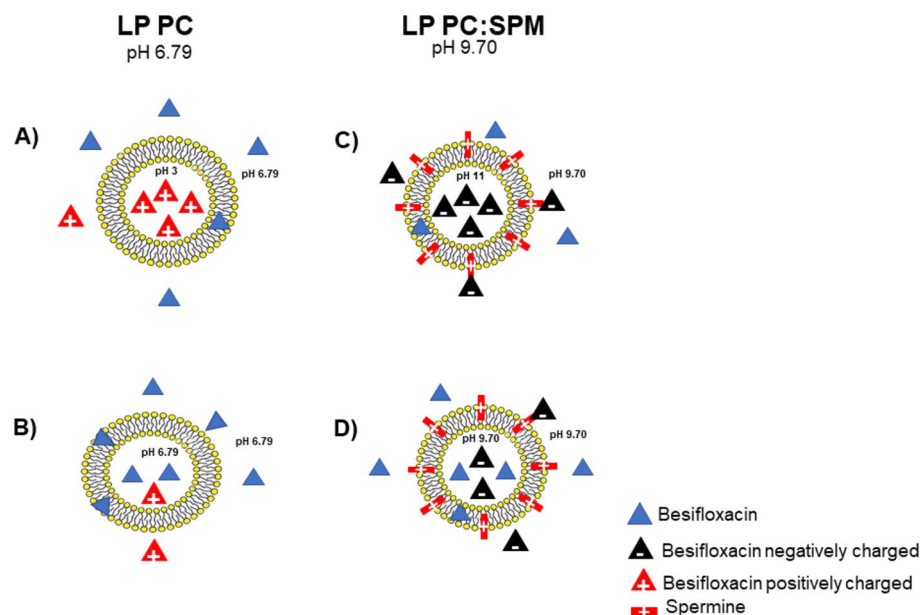 LP PC
pH 6.79
LP PC:SPM
pH 9.70
A)
pH 3
pH 6.79
C)
pH 11
pH 9.70
B)
pH 6.79
pH 6.79
D)
pH 9.70
pH 9.70
Besifloxacin
Besifloxacin negatively charged
Besifloxacin positively charged
Spermine